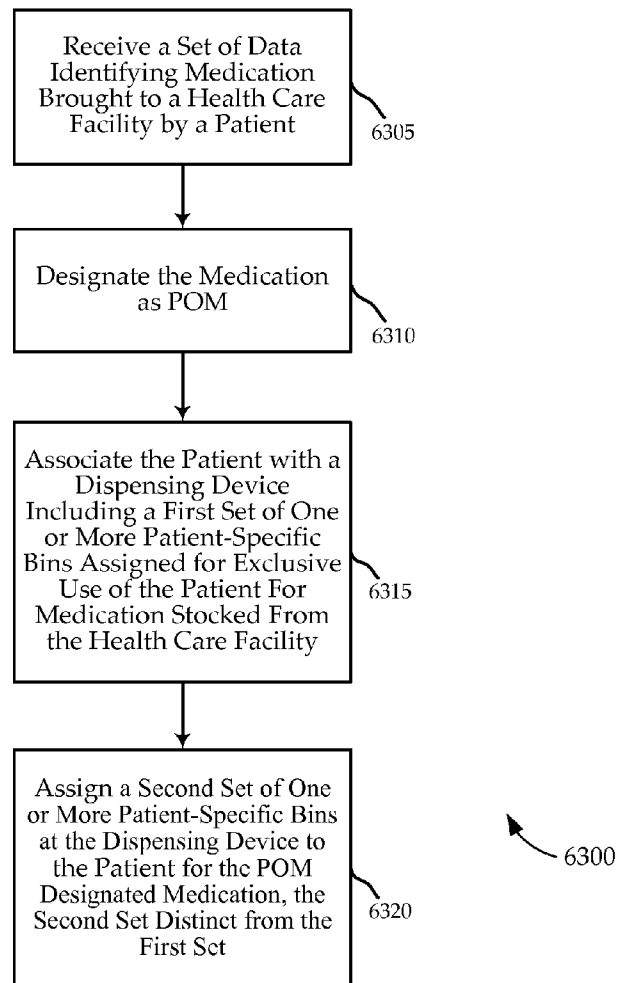 Receive a Set of Data
Identifying Medication
Brought to a Health Care
Facility by a Patient
6305
Designate the Medication
as POM
6310
Associate the Patient with a
Dispensing Device
Including a First Set of One
or More Patient-Specific
Bins Assigned for Exclusive
Use of the Patient For
Medication Stocked From
the Health Care Facility
6315
Assign a Second Set of One
or More Patient-Specific Bins
at the Dispensing Device to
the Patient for the POM
Designated Medication, the
Second Set Distinct from the
First Set
6320
6300